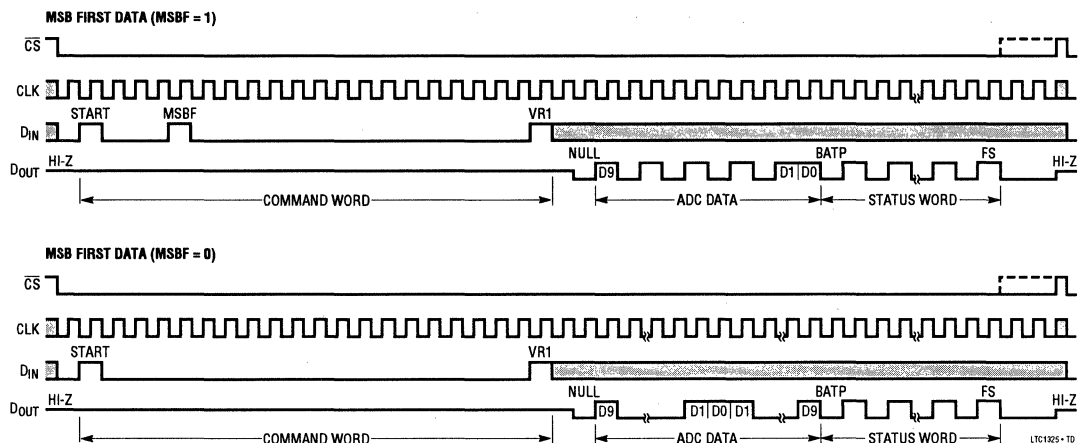 MSB FIRST DATA (MSBF = 1)
CS
CLK
START MSBF VR1
DIN
HI-Z NULL BATP FS HI-Z
DOUT D9 D1 D0
COMMAND WORD ADC DATA STATUS WORD
MSB FIRST DATA (MSBF = 0)
CS
CLK
START VR1
DIN
HI-Z NULL BATP FS HI-Z
DOUT D9 D1 D0 D1 D9
COMMAND WORD ADC DATA STATUS WORD
LTC1325 • TD